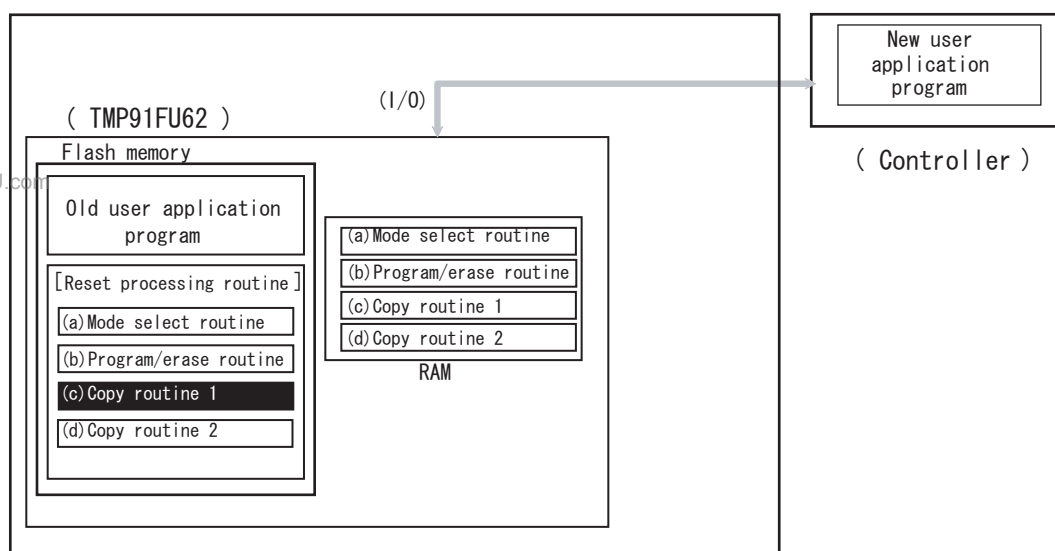 New user
application
program
(I/O)
( TMP91FU62 )
( Controller )
Flash memory
U.com
Old user application
program
(a)Mode select routine
(b)Program/erase routine
(c)Copy routine 1
(d)Copy routine 2
RAM
[Reset processing routine]
(a)Mode select routine
(b)Program/erase routine
(c)Copy routine 1
(d)Copy routine 2